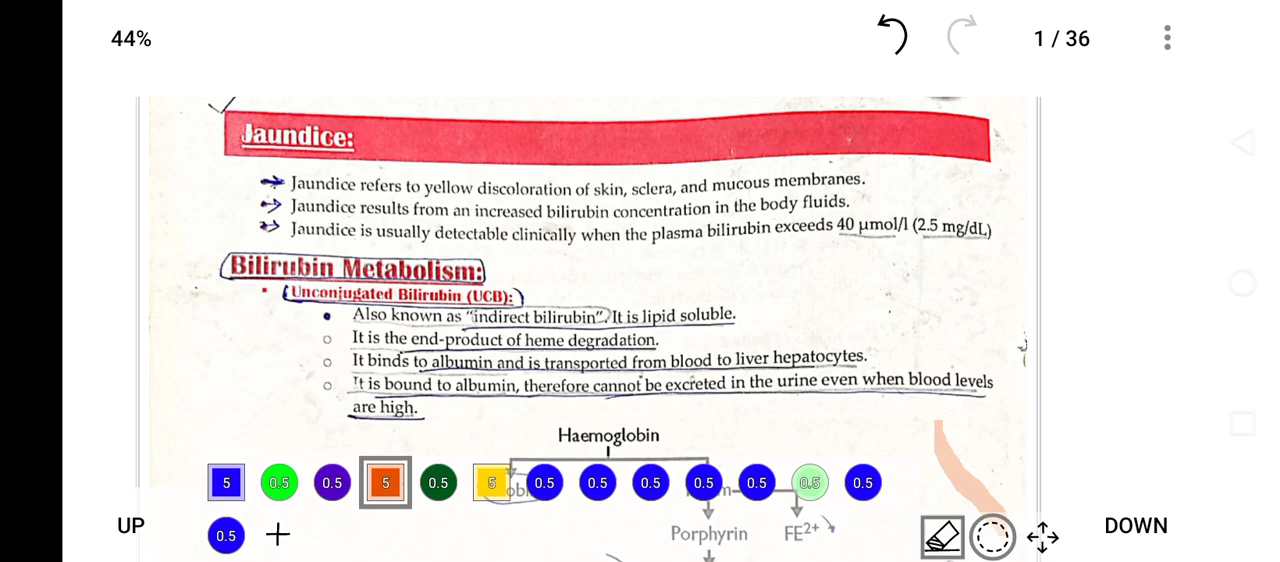 44%
1 / 36
Jaundice:
Jaundice refers to yellow discoloration of skin, sclera, and mucous membranes.
Jaundice results from an increased bilirubin concentration in the body fluids.
Jaundice is usually detectable clinically when the plasma bilirubin exceeds 40 µmol/l (2.5 mg/dL)
Bilirubin Metabolism:
Unconjugated Bilirubin (UCB):
Also known as "indirect bilirubin". It is lipid soluble.
It is the end-product of heme degradation.
It binds to albumin and is transported from blood to liver hepatocytes.
It is bound to albumin, therefore cannot be excreted in the urine even when blood levels
are high.
Haemoglobin
5 0.5 0.5 5 0.5 5 0.5 0.5 0.5 0.5 0.5 0.5 0.5
UP 0.5 + DOWN
Porphyrin FE2+